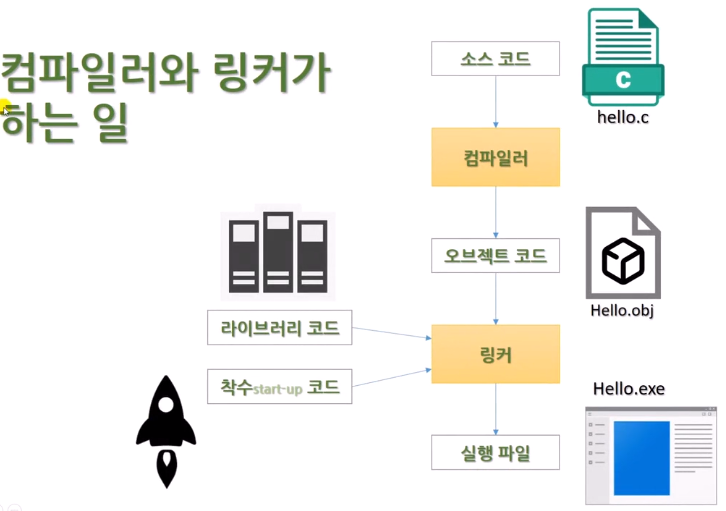 컴파일러와 링커가
하는 일
소스 코드
C
hello.c
컴파일러
오브젝트 코드
Hello.obj
라이브러리 코드
링커
착수start-up 코드
Hello.exe
실행 파일